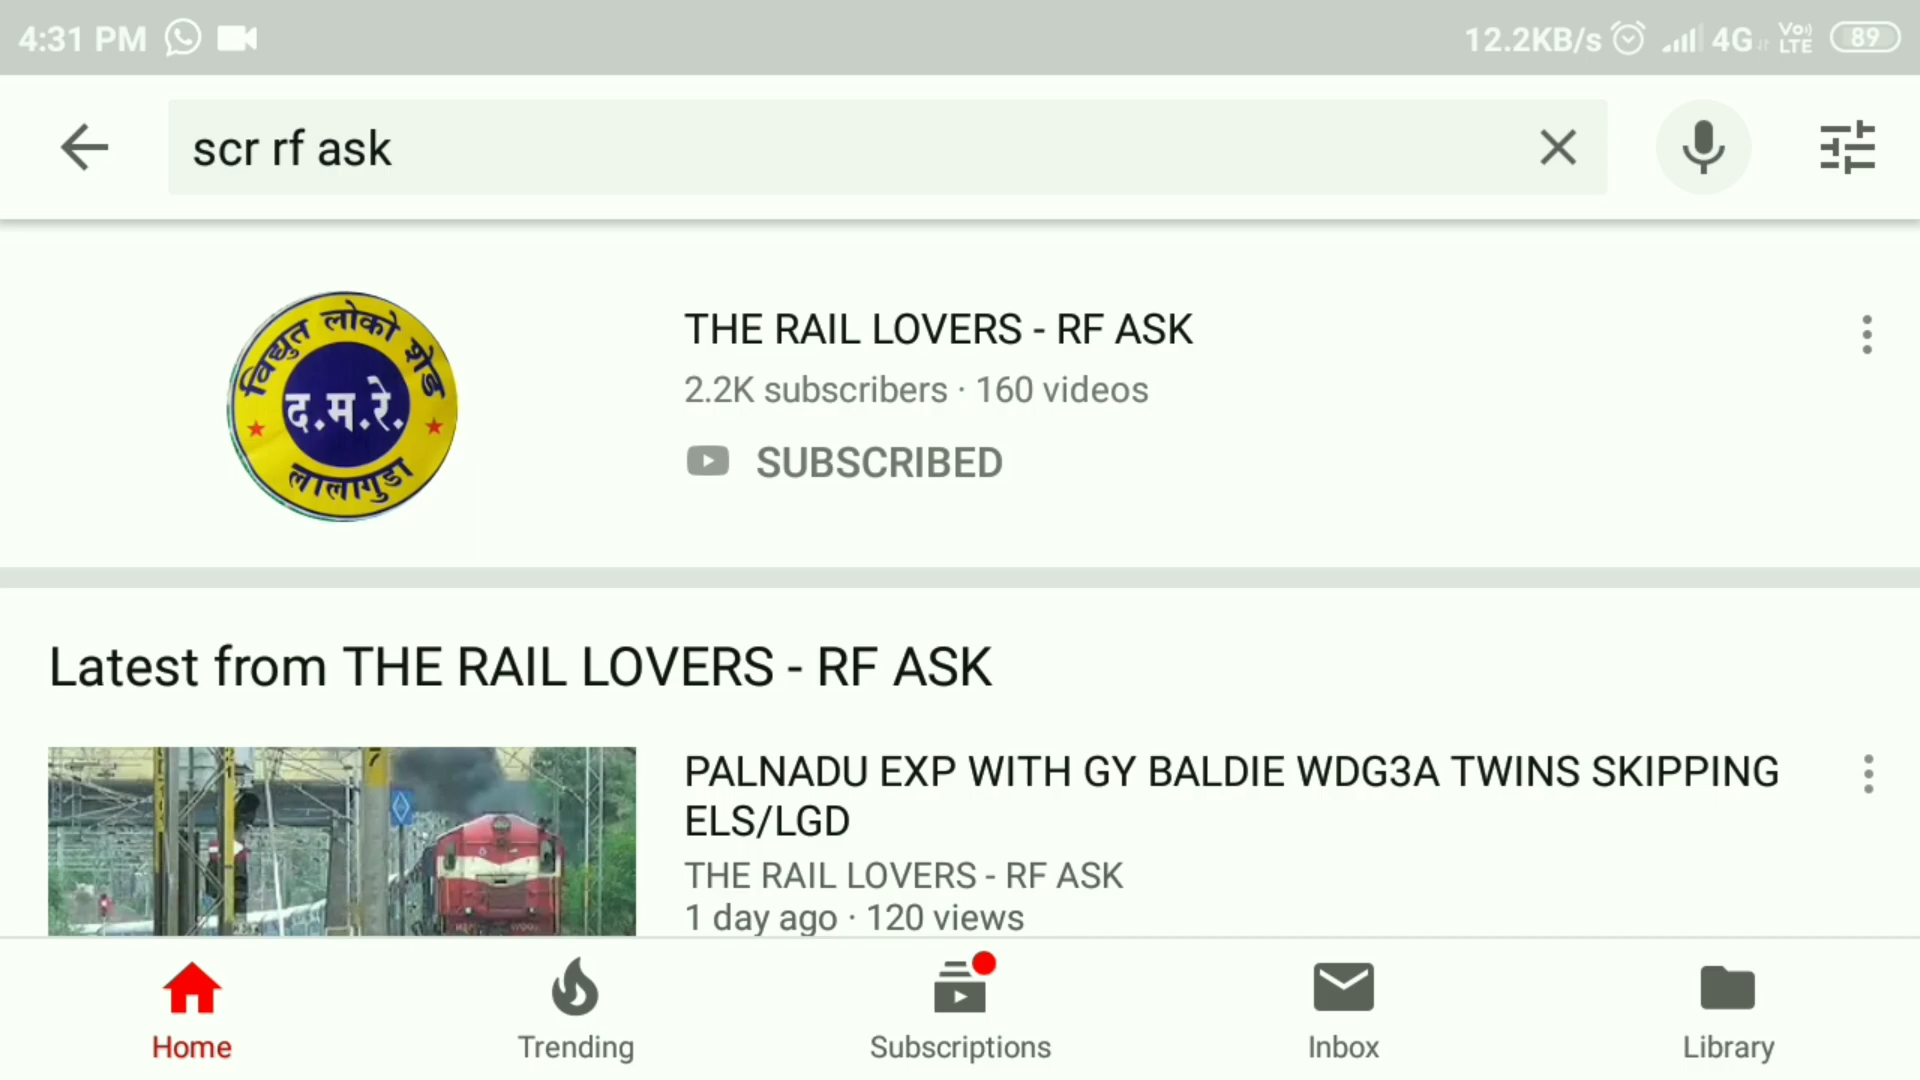 4:31 PM
12.2KB/s 4G VoLTE 89
scr rf ask
विद्युत लोको शेड
द.म.रे.
लालागुडा
THE RAIL LOVERS - RF ASK
2.2K subscribers · 160 videos
SUBSCRIBED
Latest from THE RAIL LOVERS - RF ASK
PALNADU EXP WITH GY BALDIE WDG3A TWINS SKIPPING
ELS/LGD
THE RAIL LOVERS - RF ASK
1 day ago · 120 views
7
Home
Trending
Subscriptions
Inbox
Library